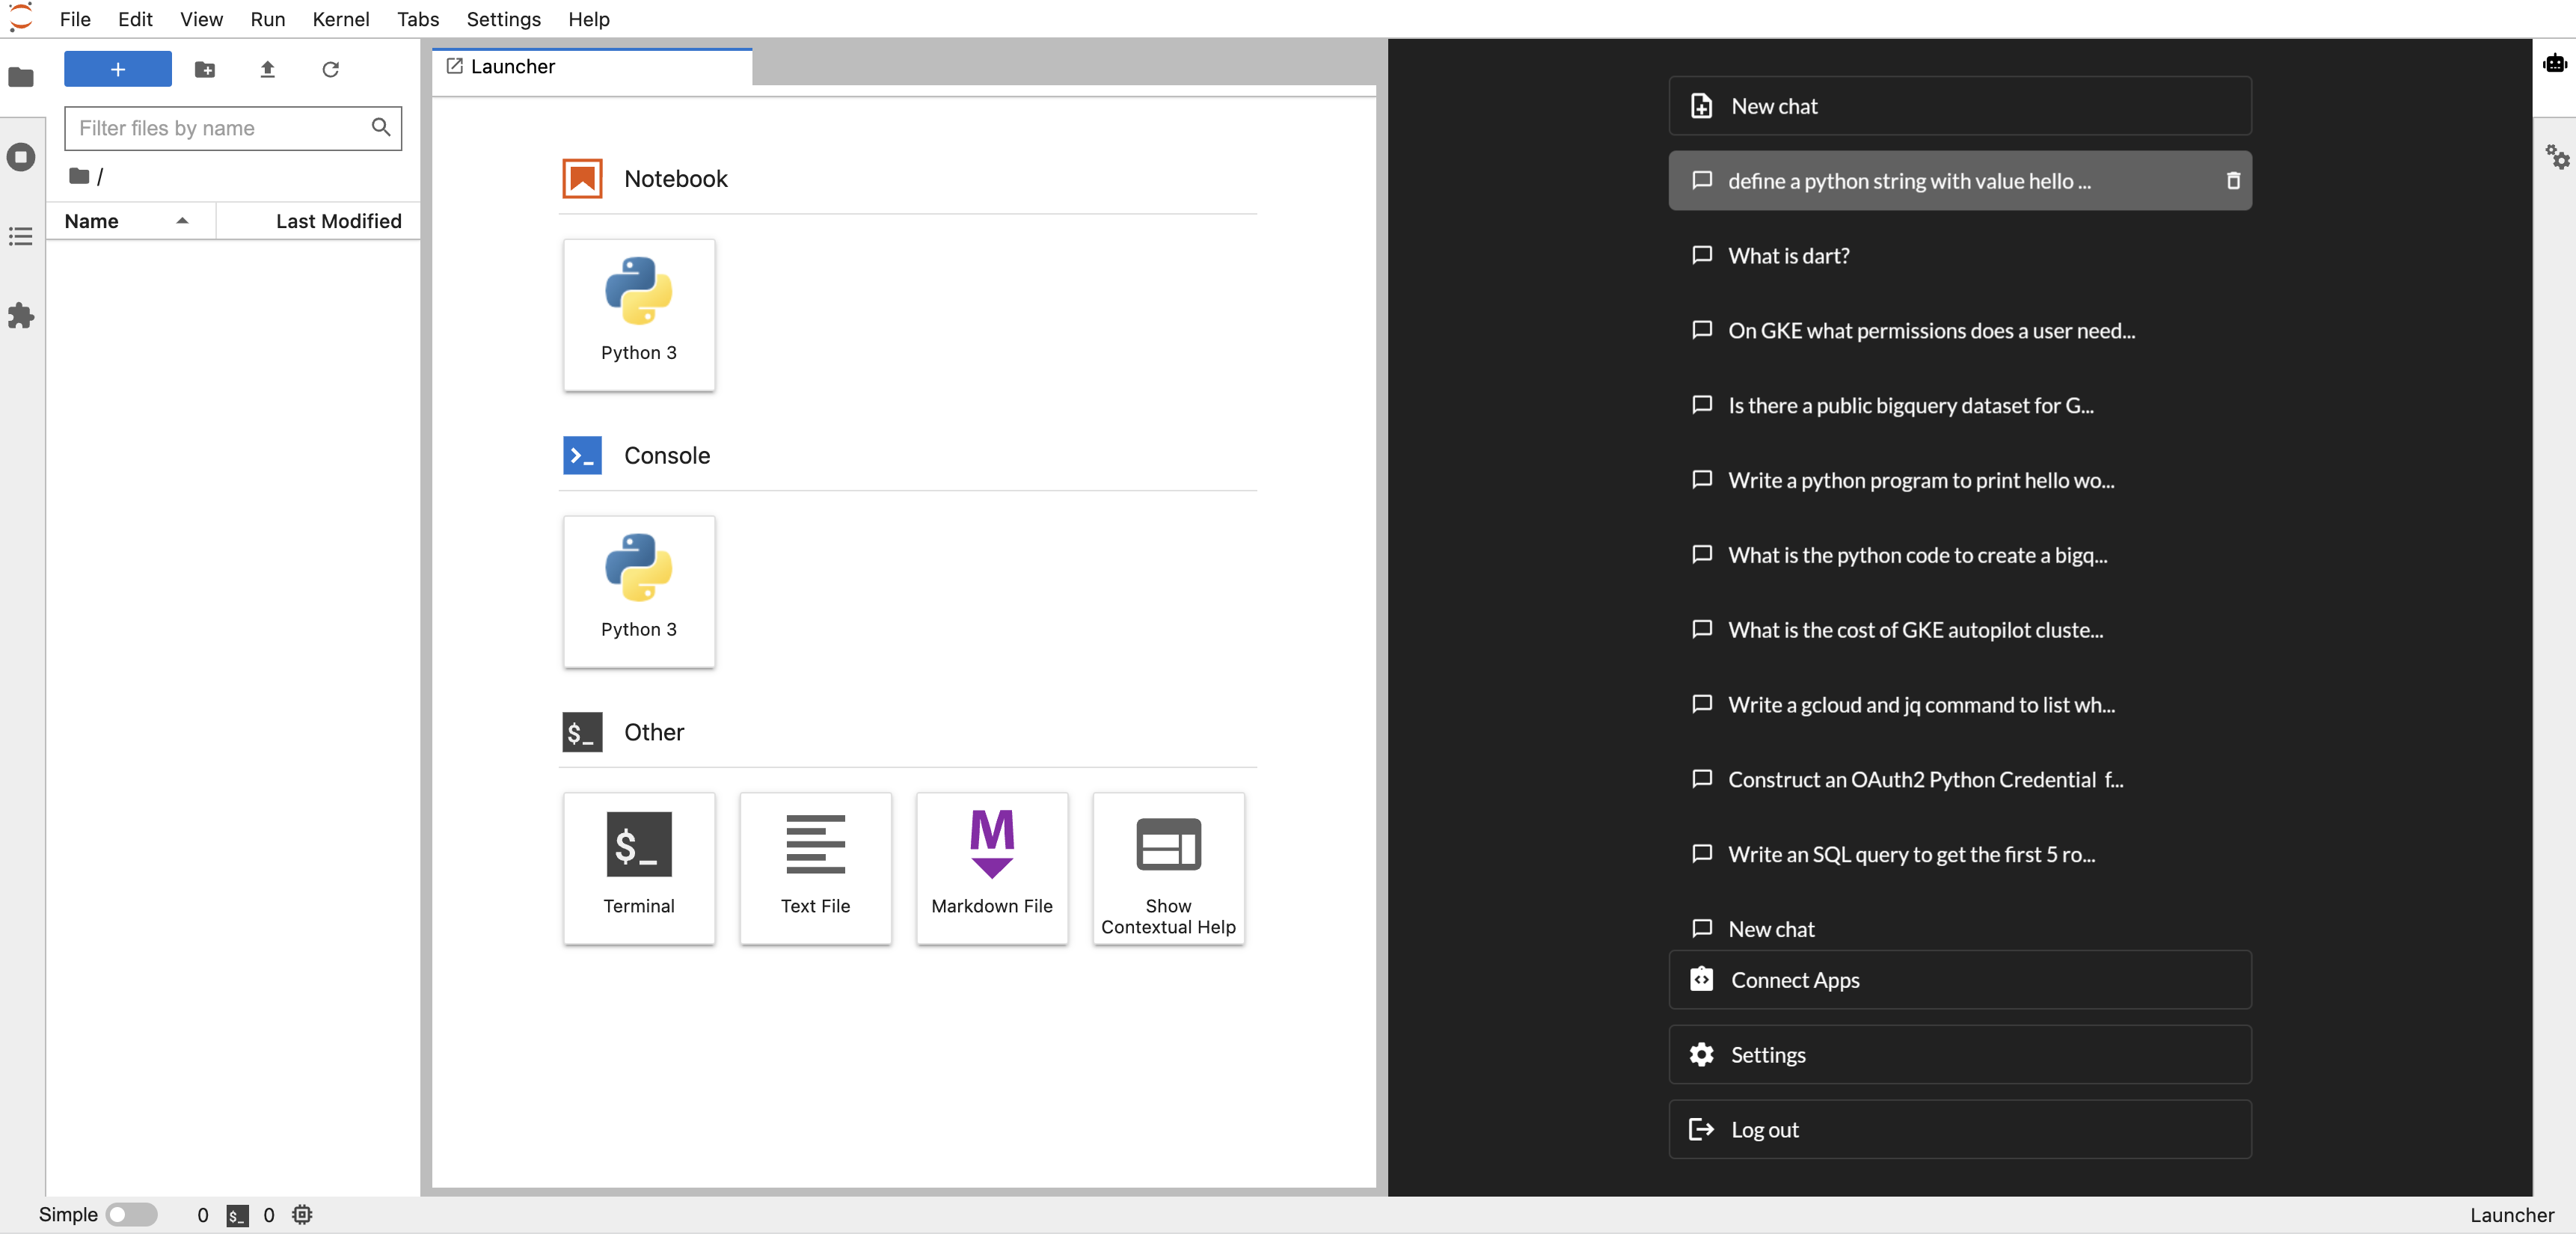 File Edit View Run Kernel Tabs Settings Help
+
Filter files by name
/
Name Last Modified
Launcher
Notebook
Python 3
Console
Python 3
$_ Other
$_
Terminal
Text File
M
Markdown File
Show
Contextual Help
New chat
define a python string with value hello ...
What is dart?
On GKE what permissions does a user need...
Is there a public bigquery dataset for G...
Write a python program to print hello wo...
What is the python code to create a bigq...
What is the cost of GKE autopilot cluste...
Write a gcloud and jq command to list wh...
Construct an OAuth2 Python Credential f...
Write an SQL query to get the first 5 ro...
New chat
Connect Apps
Settings
Log out
Simple 0 $_ 0 Launcher